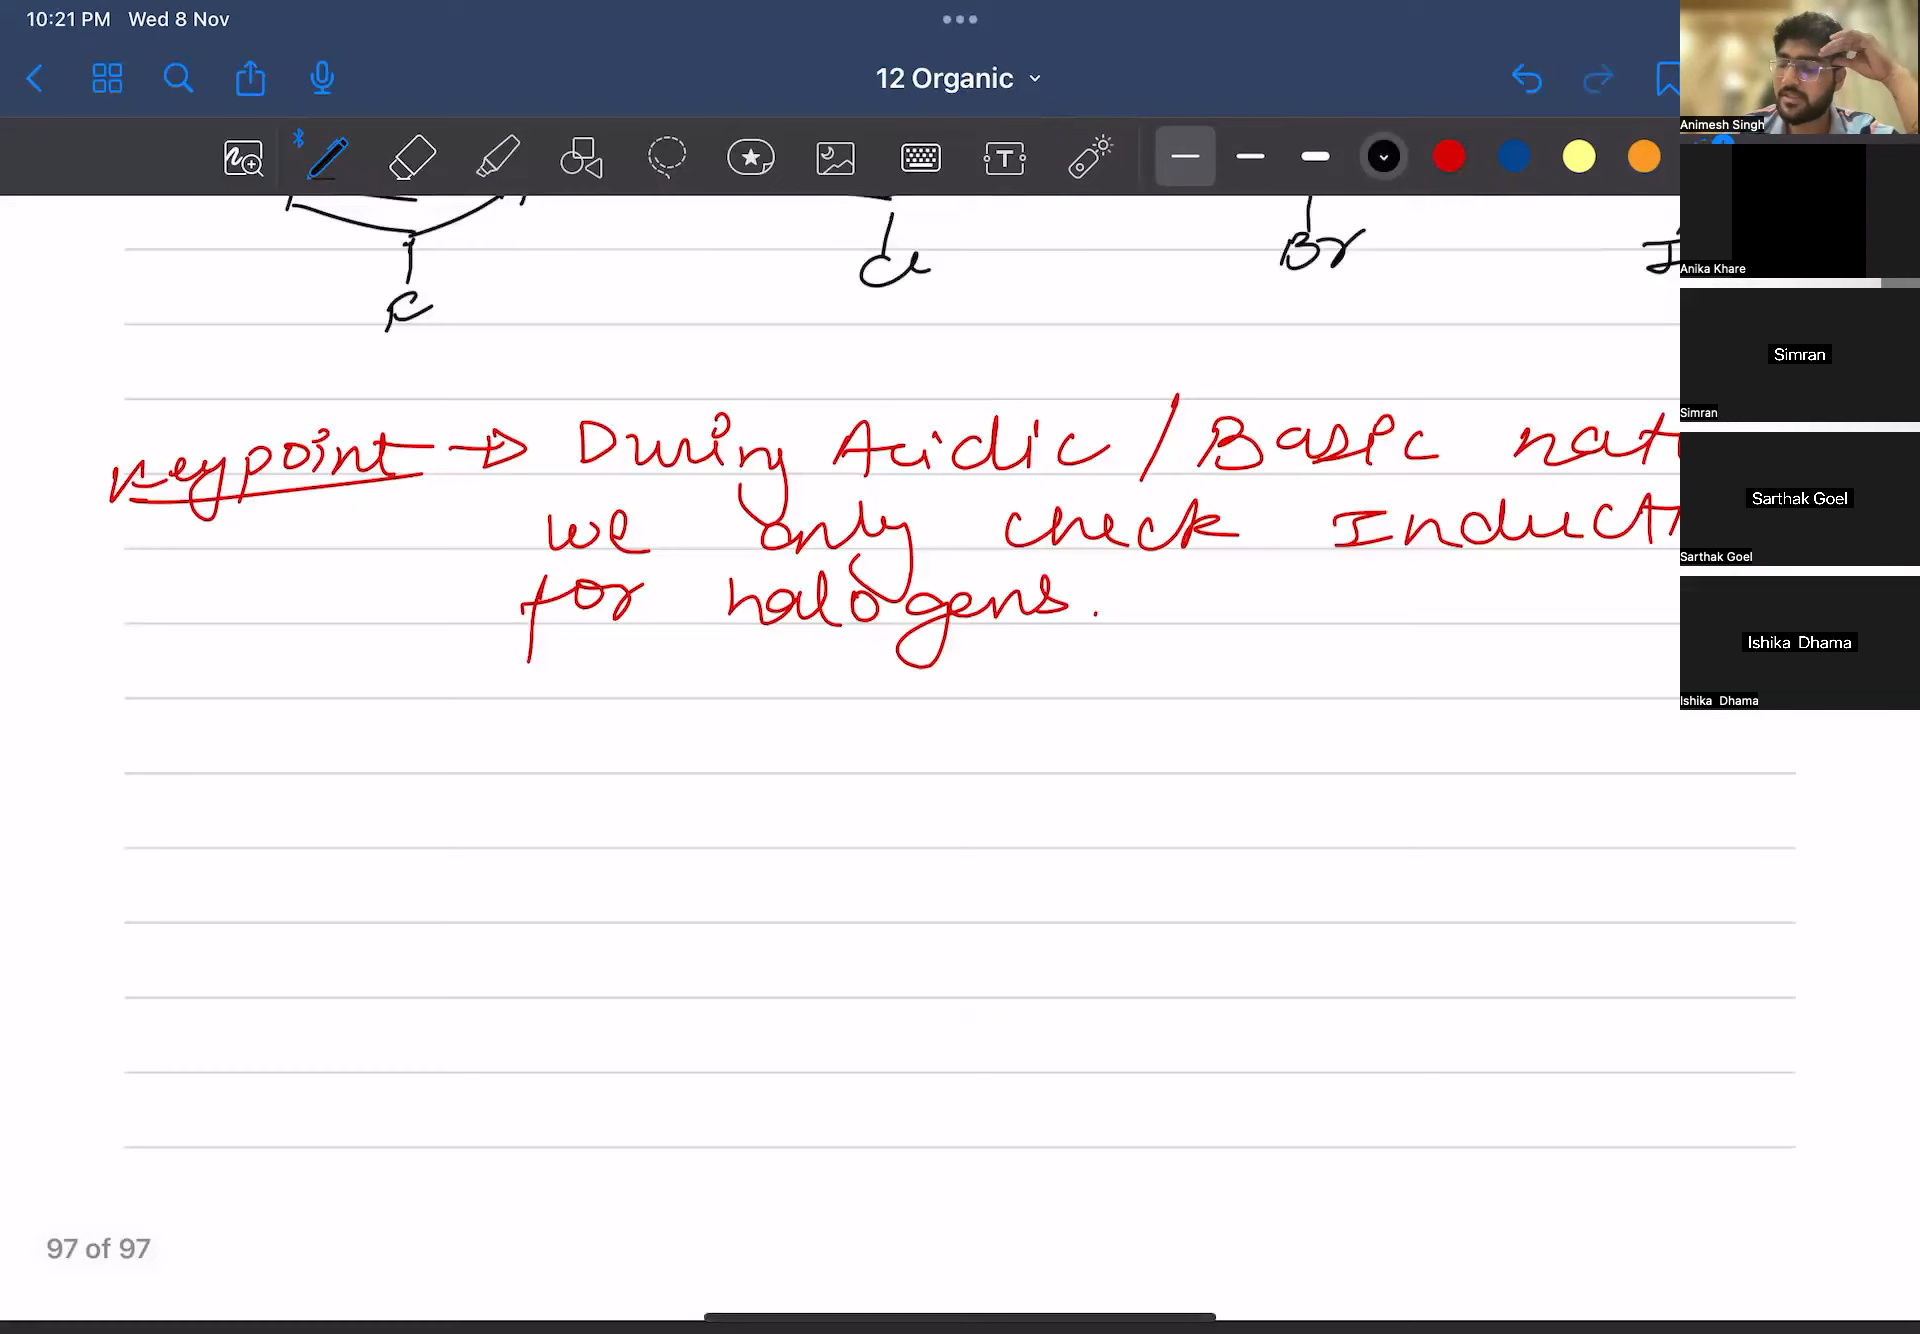 10:21 PM Wed 8 Nov
12 Organic
Animesh Singh
Anika Khare
Simran
Simran
Sarthak Goel
Sarthak Goel
Ishika Dhama
Ishika Dhama
T
F
Cl
Br
I
Keypoint → During Acidic / Basic nat
we only check Induct
for halogens.
97 of 97